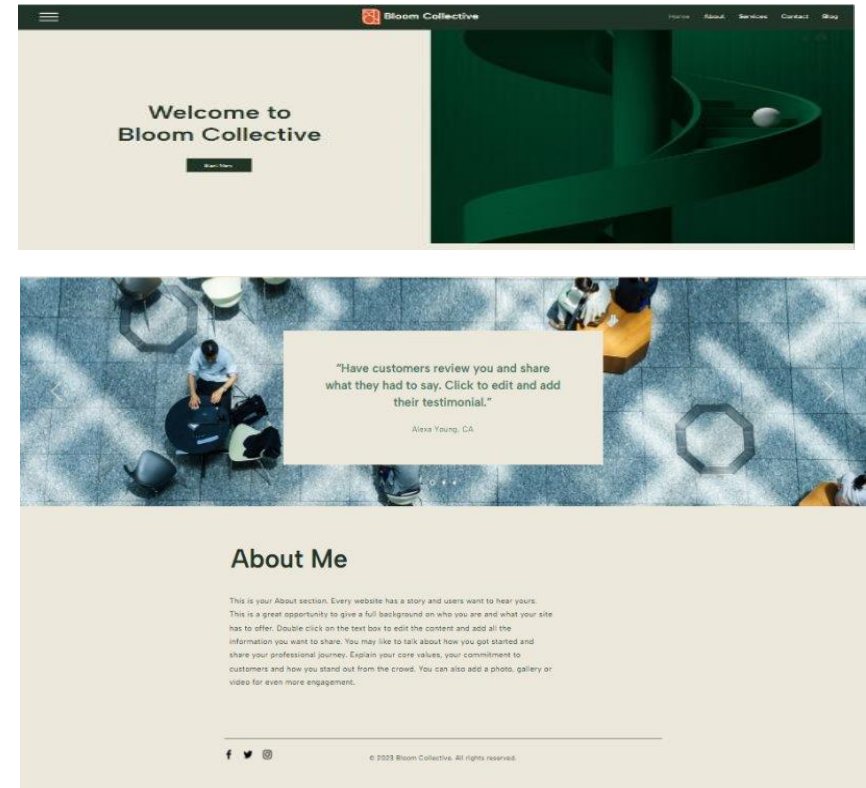 Bloom Collective
Home About Services Contact Blog
Welcome to
Bloom Collective
Start Now
“Have customers review you and share
what they had to say. Click to edit and add
their testimonial.”
Alexa Young, CA
About Me
This is your About section. Every website has a story and users want to hear yours.
This is a great opportunity to give a full background on who you are and what your site
has to offer. Double click on the text box to edit the content and add all the
information you want to share. You may like to talk about how you got started and
share your professional journey. Explain your core values, your commitment to
customers and how you stand out from the crowd. You can also add a photo, gallery or
video for even more engagement.
© 2023 Bloom Collective. All rights reserved.